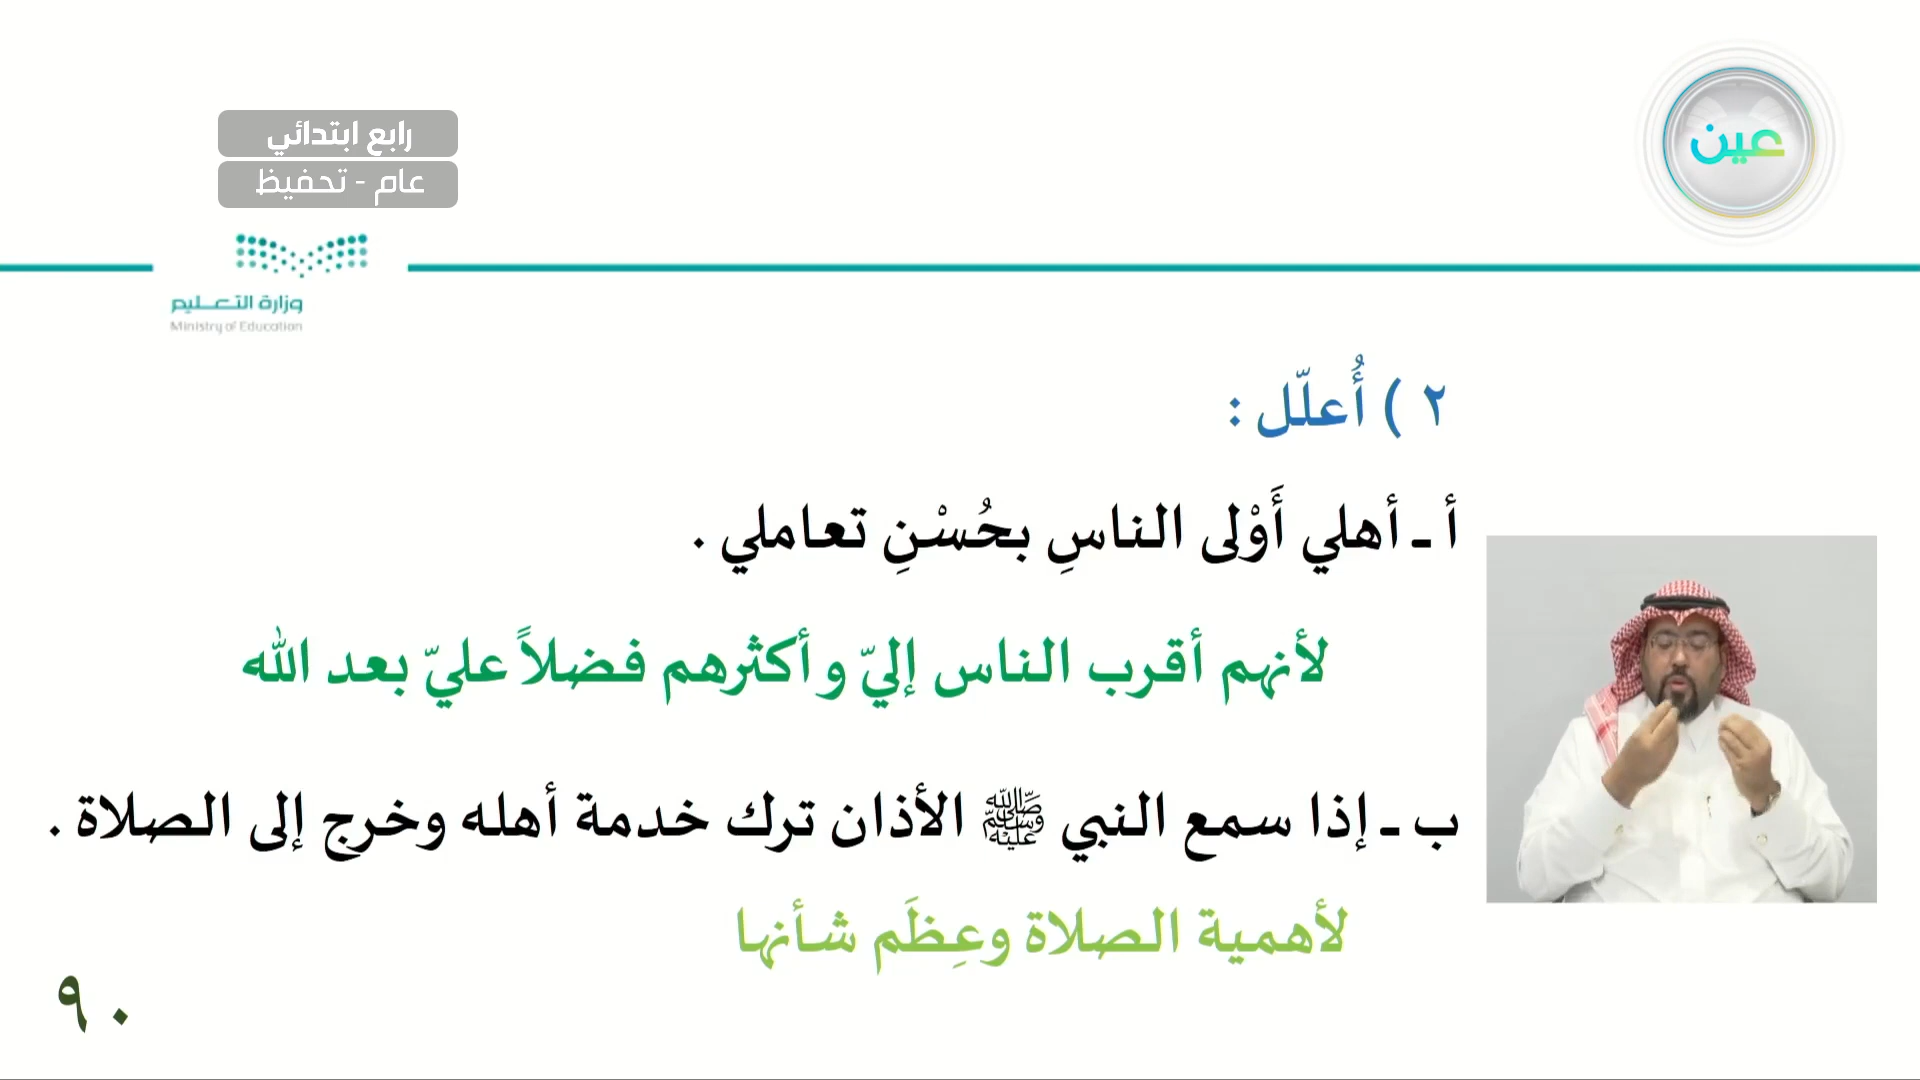 عين
رابع ابتدائي
عام - تحفيظ
وزارة التعليم
Ministry of Education
٢ ) أُعلّل :
أ ـ أهلي أَوْلى الناسِ بحُسْنِ تعاملي .
لأنهم أقرب الناس إليّ وأكثرهم فضلاً عليّ بعد الله
ب ـ إذا سمع النبي ﷺ الأذان ترك خدمة أهله وخرج إلى الصلاة .
لأهمية الصلاة وعِظَم شأنها
٩٠